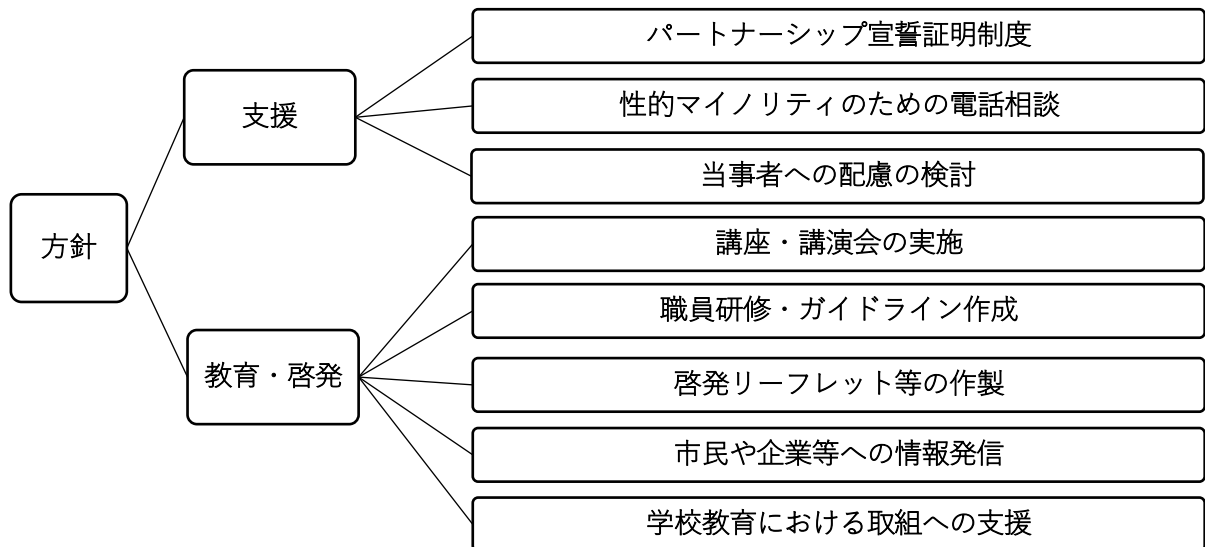 方針
支援
パートナーシップ宣誓証明制度
性的マイノリティのための電話相談
当事者への配慮の検討
教育・啓発
講座・講演会の実施
職員研修・ガイドライン作成
啓発リーフレット等の作製
市民や企業等への情報発信
学校教育における取組への支援